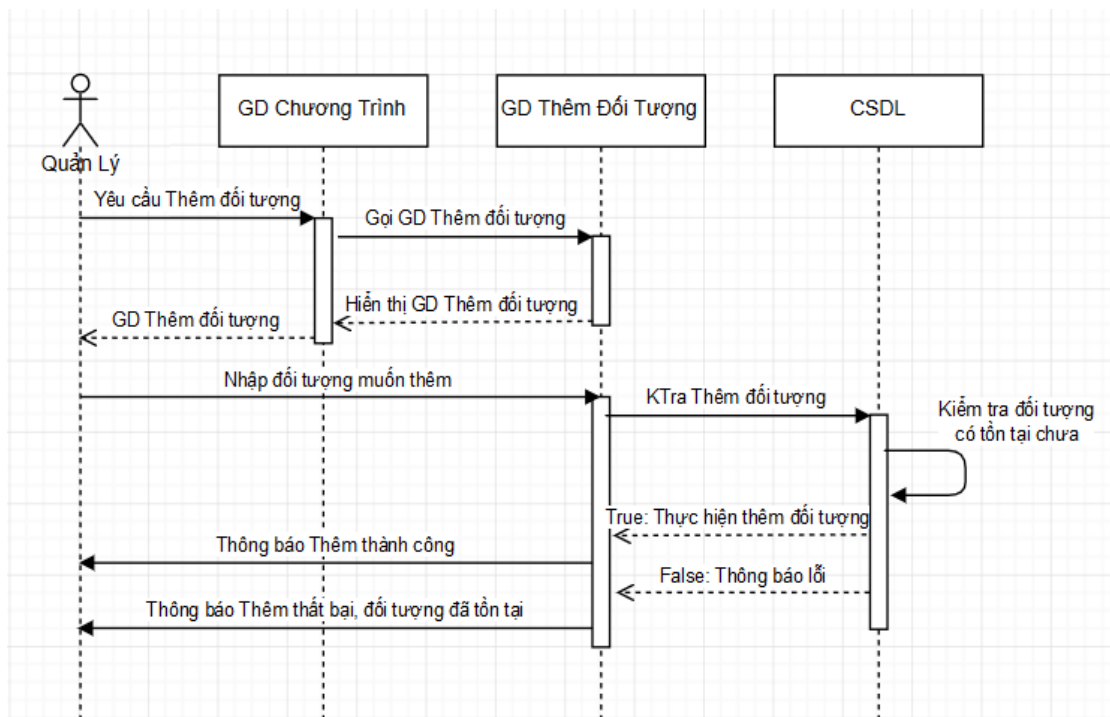 GD Chương Trình
GD Thêm Đối Tượng
CSDL
Quản Lý
Yêu cầu Thêm đối tượng
Gọi GD Thêm đối tượng
Hiển thị GD Thêm đối tượng
GD Thêm đối tượng
Nhập đối tượng muốn thêm
KTra Thêm đối tượng
Kiểm tra đối tượng
có tồn tại chưa
True: Thực hiện thêm đối tượng
Thông báo Thêm thành công
False: Thông báo lỗi
Thông báo Thêm thất bại, đối tượng đã tồn tại